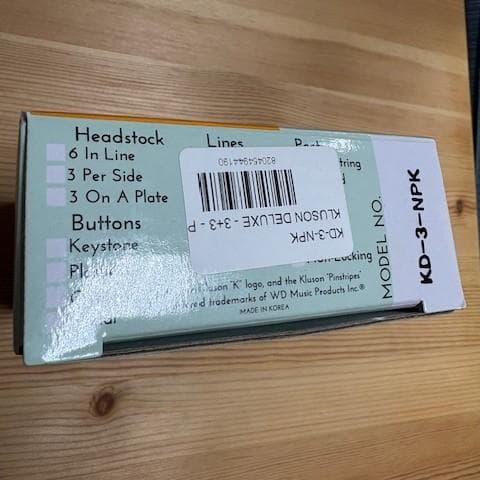 Headstock
6 In Line
3 Per Side
3 On A Plate
Buttons
Keystone
Lines
KD-3-NPK
KLUSON DELUXE - 3+3 - P
820454944190
"K" logo, and the Kluson "Pinstripes"
trademarks of WD Music Products Inc.®
MADE IN KOREA
MODEL NO.
KD-3-NPK